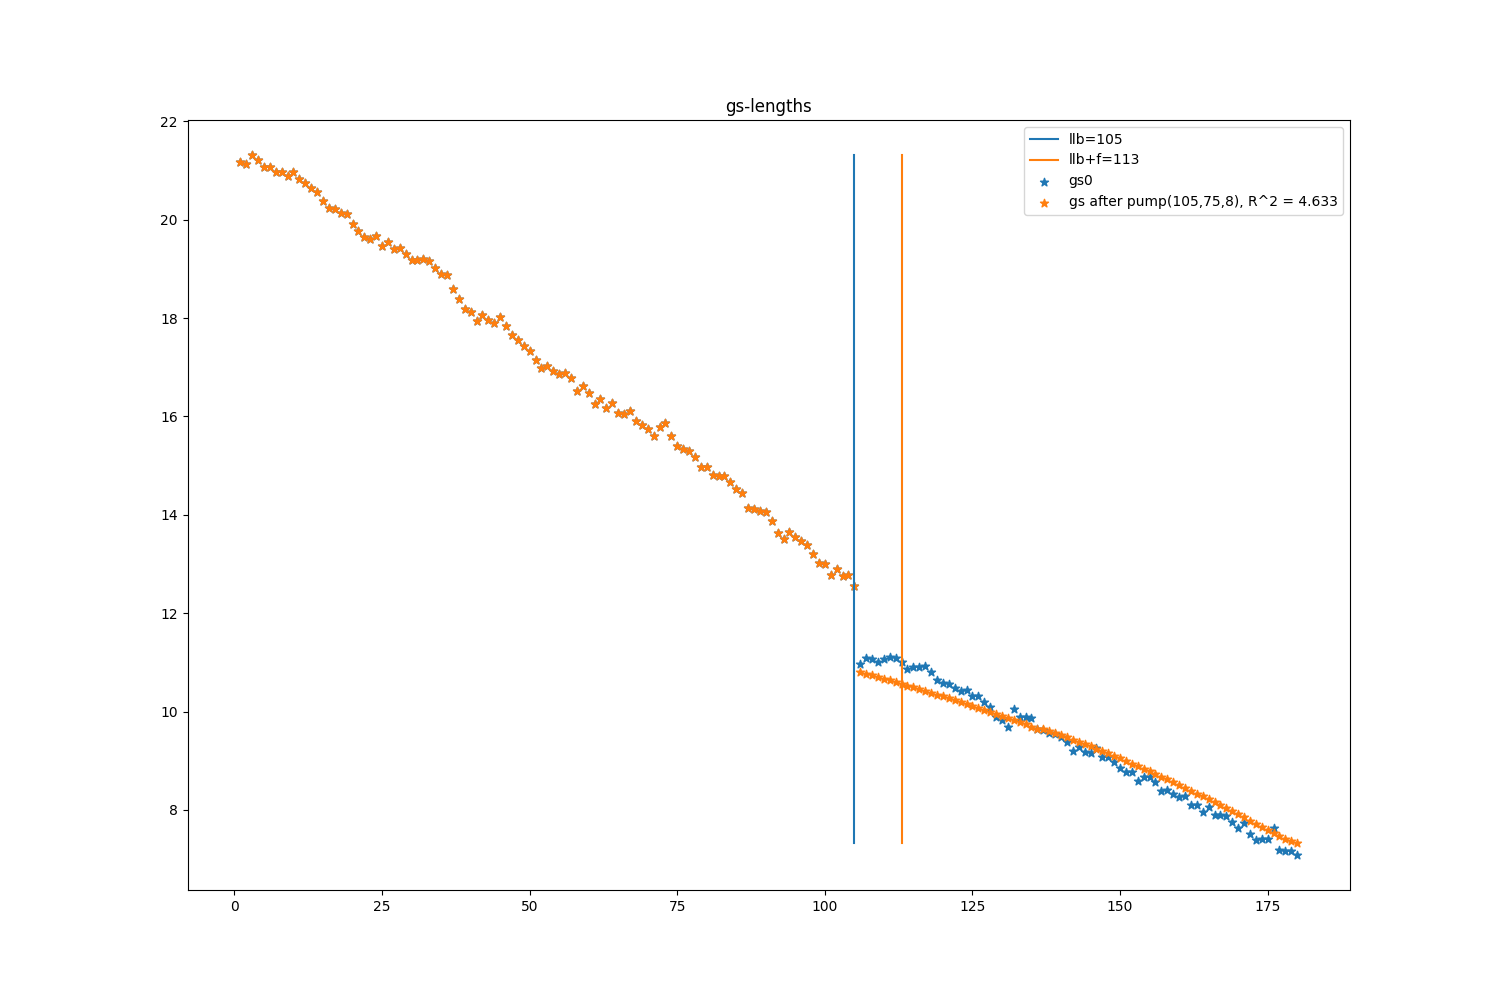 gs-lengths
22
20
18
16
14
12
10
8
0 25 50 75 100 125 150 175
llb=105
llb+f=113
gs0
gs after pump(105,75,8), R^2 = 4.633